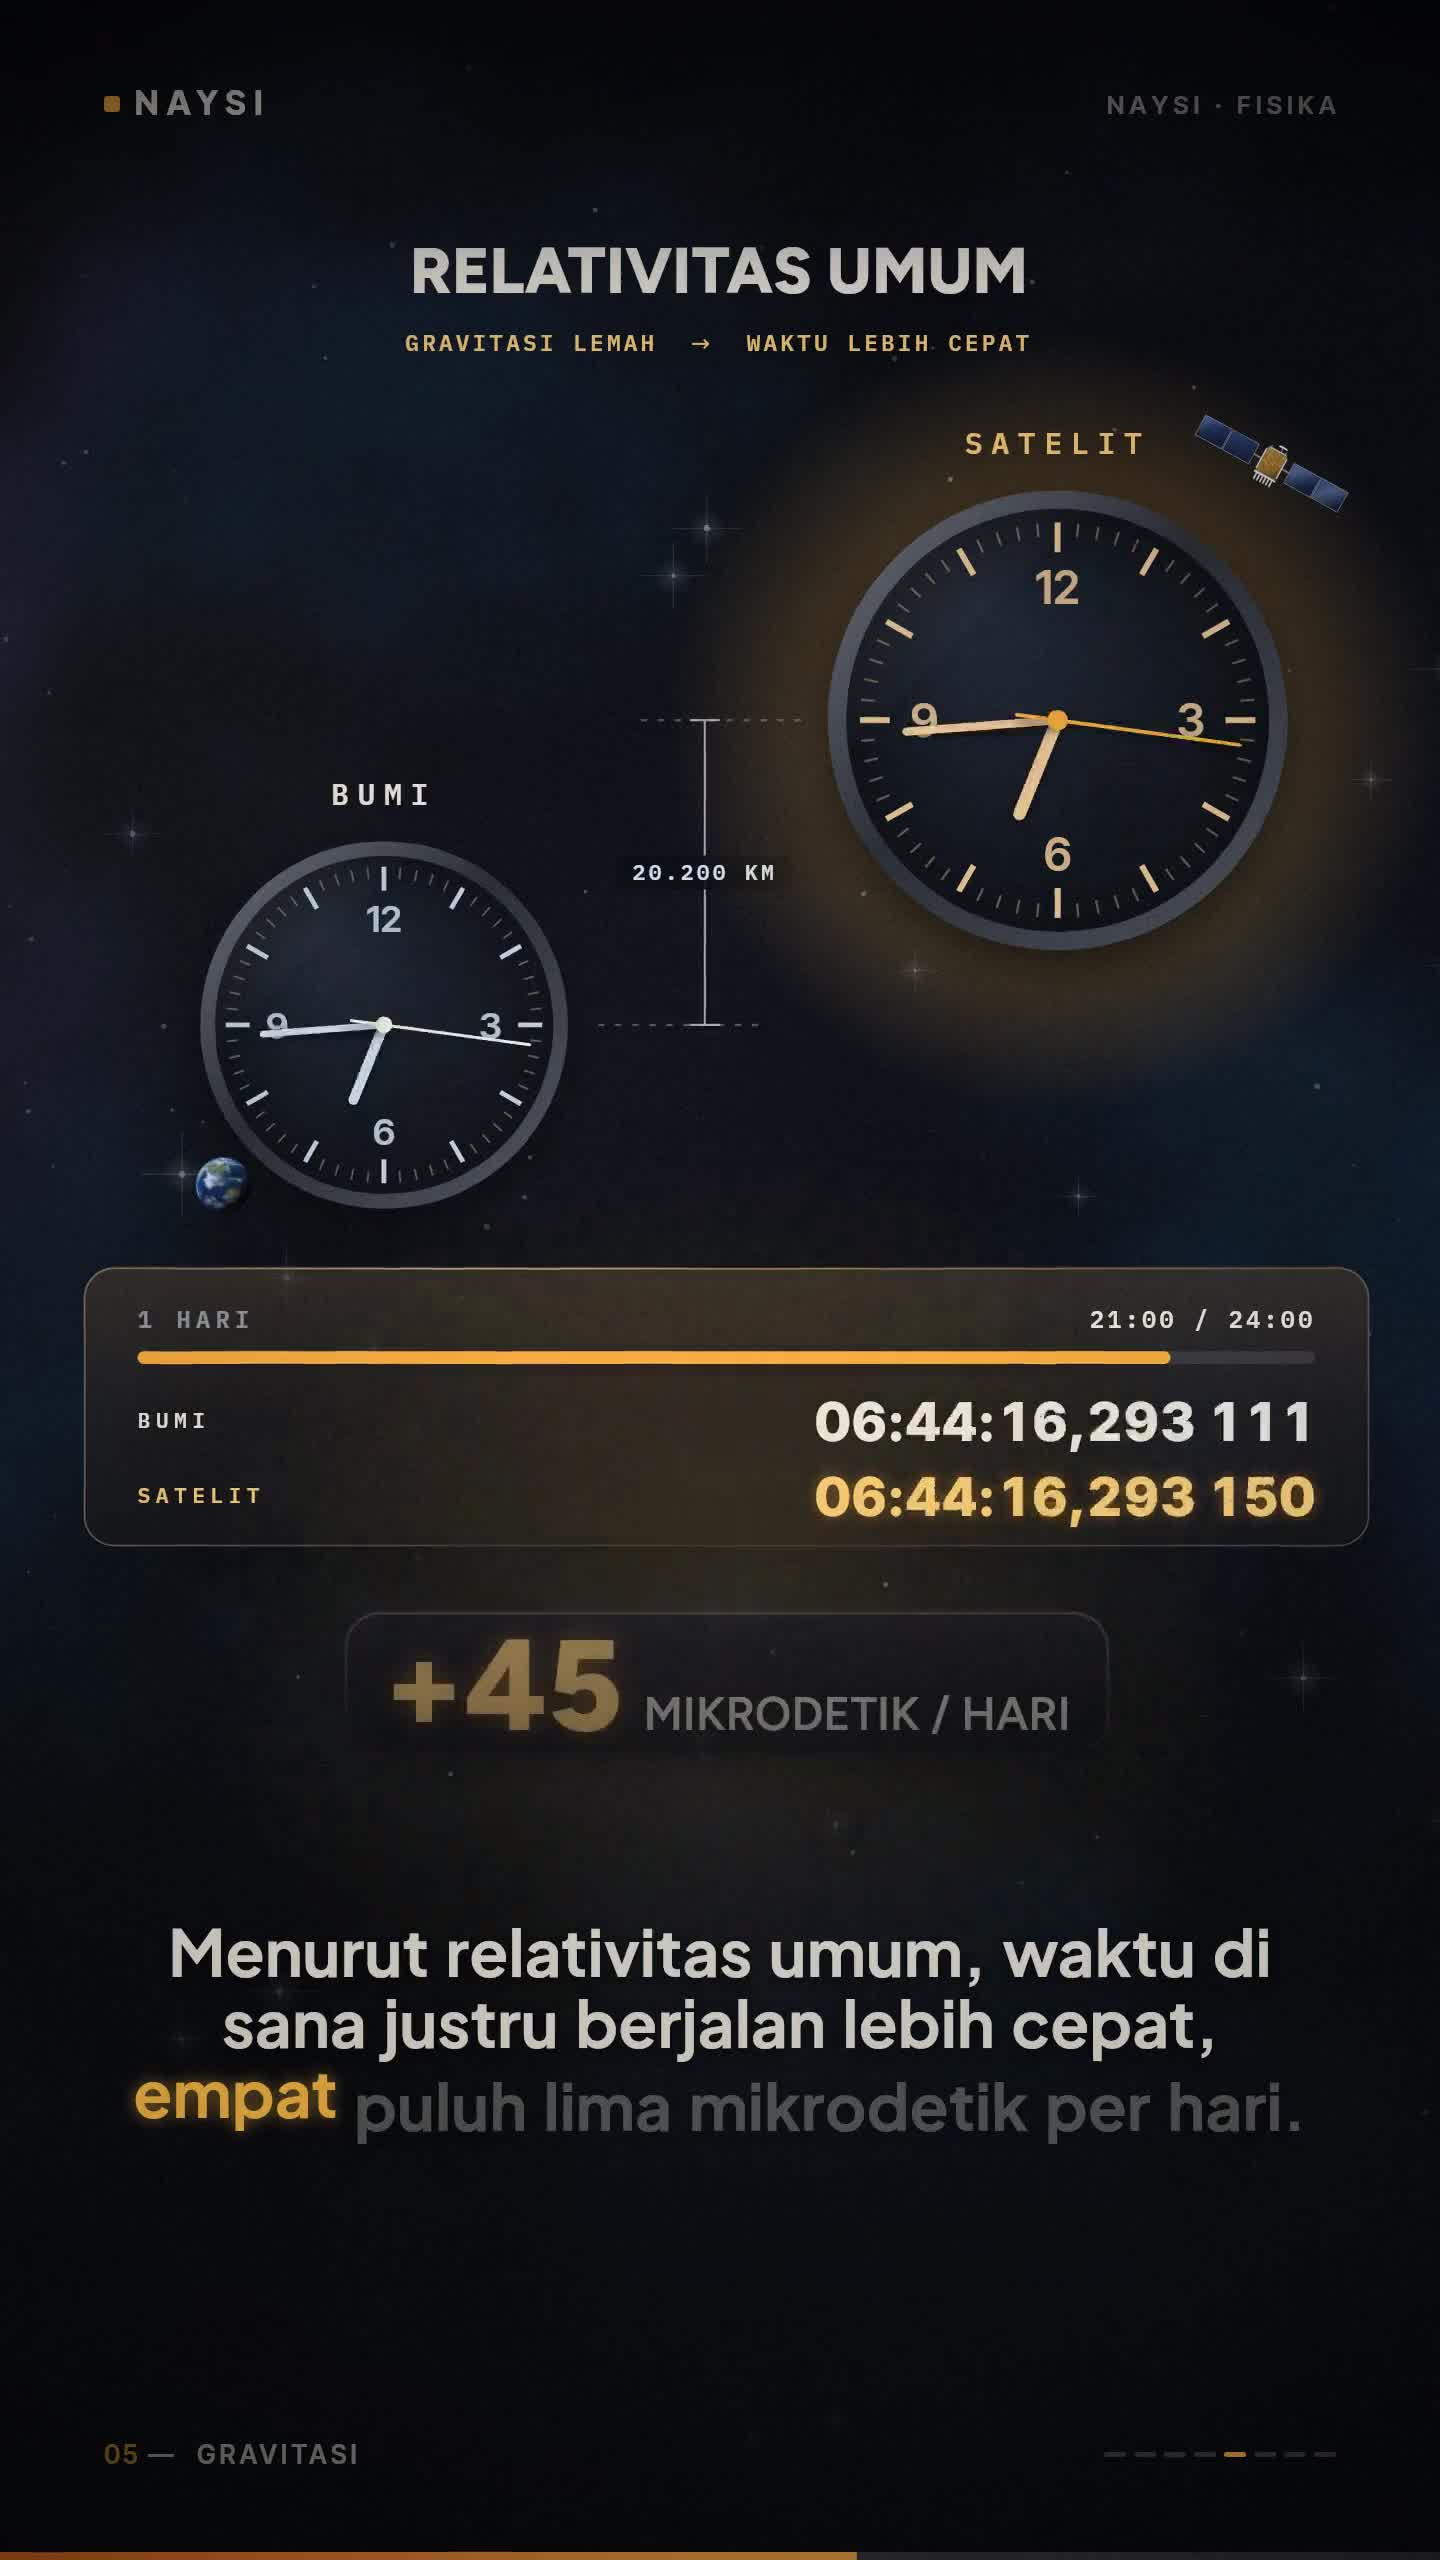 NAYSI
NAYSI · FISIKA
RELATIVITAS UMUM
GRAVITASI LEMAH → WAKTU LEBIH CEPAT
SATELIT
12
9
3
6
BUMI
20.200 KM
12
9
3
6
1 HARI
21:00 / 24:00
BUMI
06:44:16,293 111
SATELIT
06:44:16,293 150
+45 MIKRODETIK / HARI
Menurut relativitas umum, waktu di
sana justru berjalan lebih cepat,
empat puluh lima mikrodetik per hari.
05 — GRAVITASI